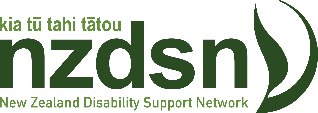 kia tū tahi tātou
nzdsn
New Zealand Disability Support Network